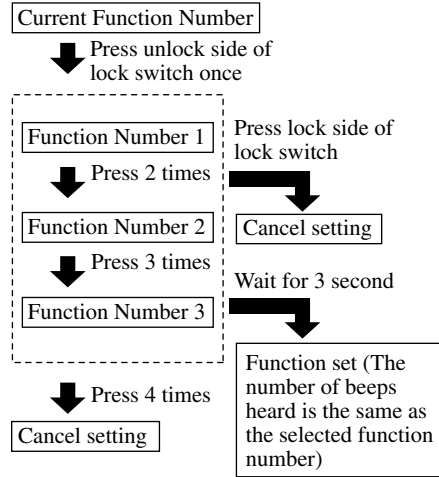 Current Function Number
Press unlock side of
lock switch once
Function Number 1
Press 2 times
Press lock side of
lock switch
Function Number 2
Cancel setting
Press 3 times
Function Number 3
Wait for 3 second
Press 4 times
Cancel setting
Function set (The
number of beeps
heard is the same as
the selected function
number)